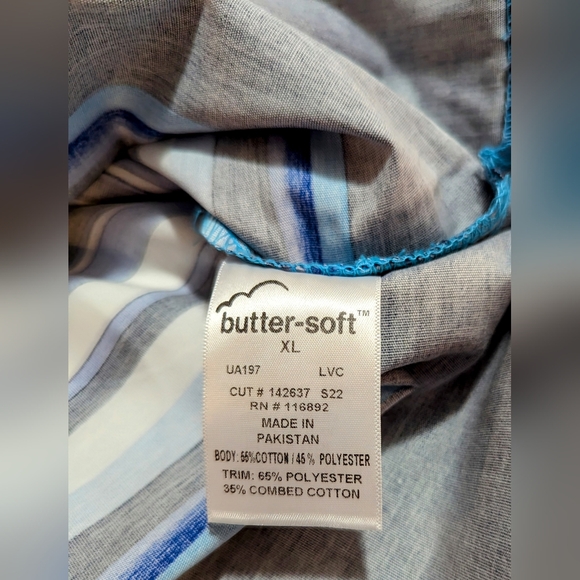 butter-soft™
XL
UA197 LVC
CUT # 142637 S22
RN # 116892
MADE IN
PAKISTAN
BODY: 55%COTTON / 45% POLYESTER
TRIM: 65% POLYESTER
35% COMBED COTTON